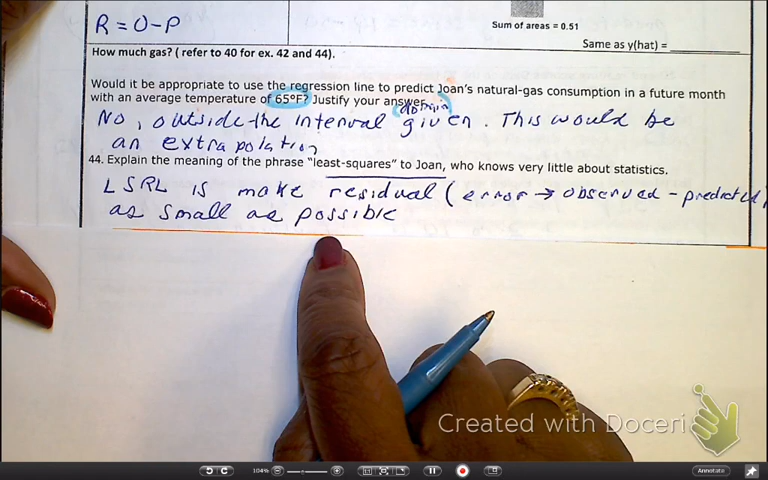 R = O-P
Sum of areas = 0.51
Same as y(hat) =
How much gas? ( refer to 40 for ex. 42 and 44).
Would it be appropriate to use the regression line to predict Joan's natural-gas consumption in a future month
with an average temperature of 65°F? Justify your answer.
domain
No, outside the interval given. This would be
an extrapolation
44. Explain the meaning of the phrase "least-squares" to Joan, who knows very little about statistics.
LSRL is make residual (error → observed - predicted)
as small as possible
Created with Doceri
104%
Annotate